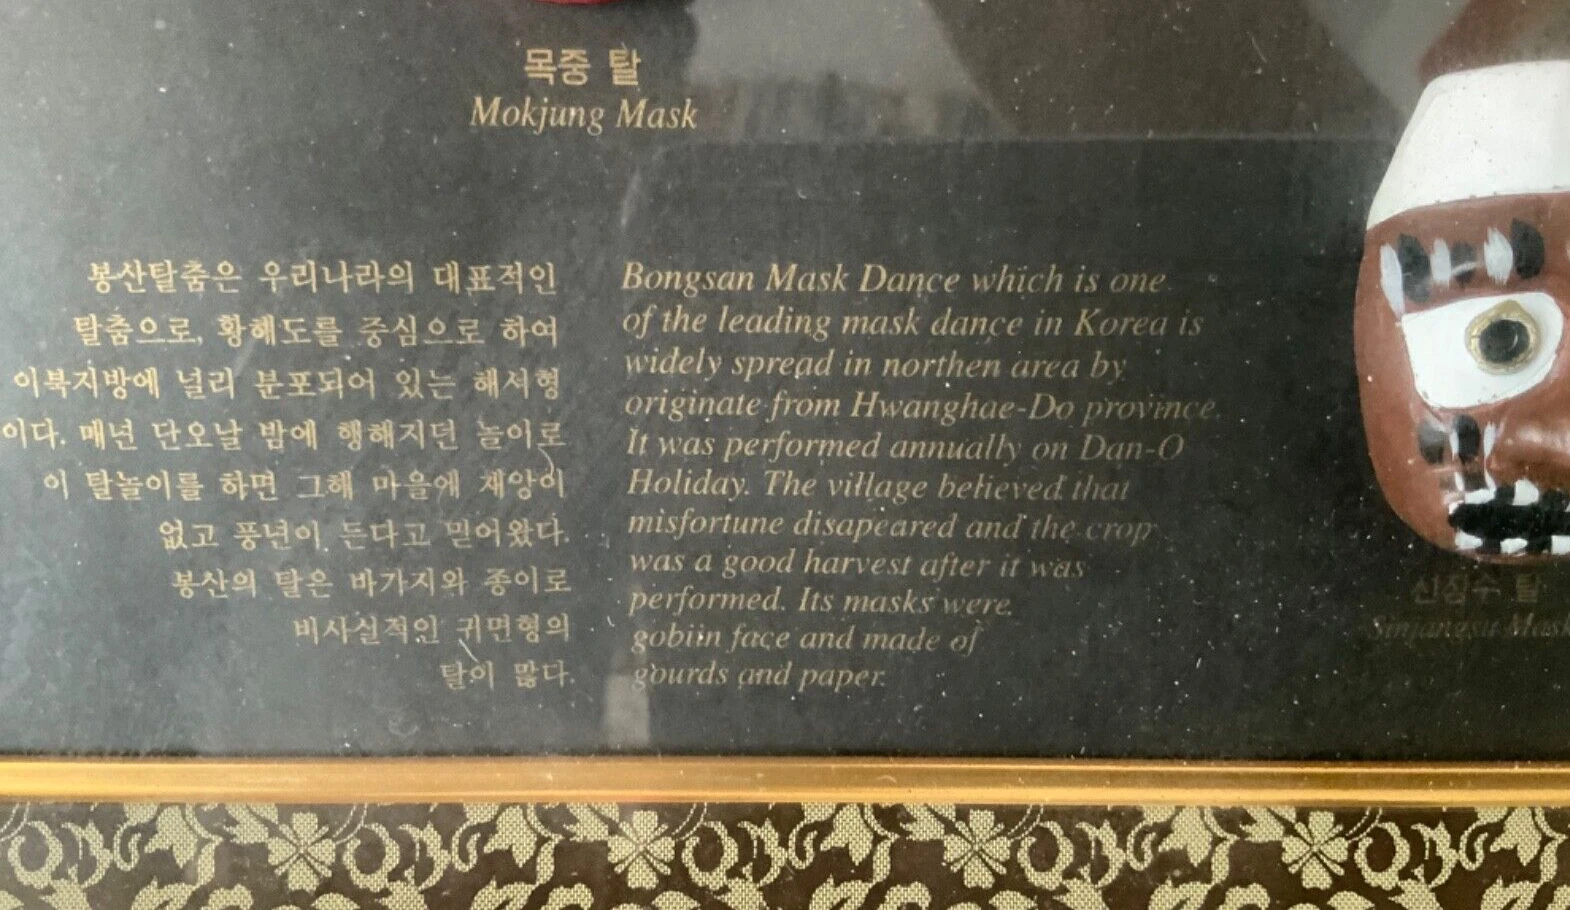 목중 탈
Mokjung Mask
봉산탈춤은 우리나라의 대표적인
탈춤으로, 황해도를 중심으로 하여
이북지방에 널리 분포되어 있는 해서형
이다. 매년 단오날 밤에 행해지던 놀이로
이 탈놀이를 하면 그해 마을에 재앙이
없고 풍년이 든다고 믿어왔다.
봉산의 탈은 바가지와 종이로
비사실적인 귀면형의
탈이 많다.
Bongsan Mask Dance which is one
of the leading mask dance in Korea is
widely spread in northen area by
originate from Hwanghae-Do province.
It was performed annually on Dan-O
Holiday. The village believed that
misfortune disapeared and the crop
was a good harvest after it was
performed. Its masks were
gobiin face and made of
gourds and paper.
신장수 탈
Sinjangsu Mask